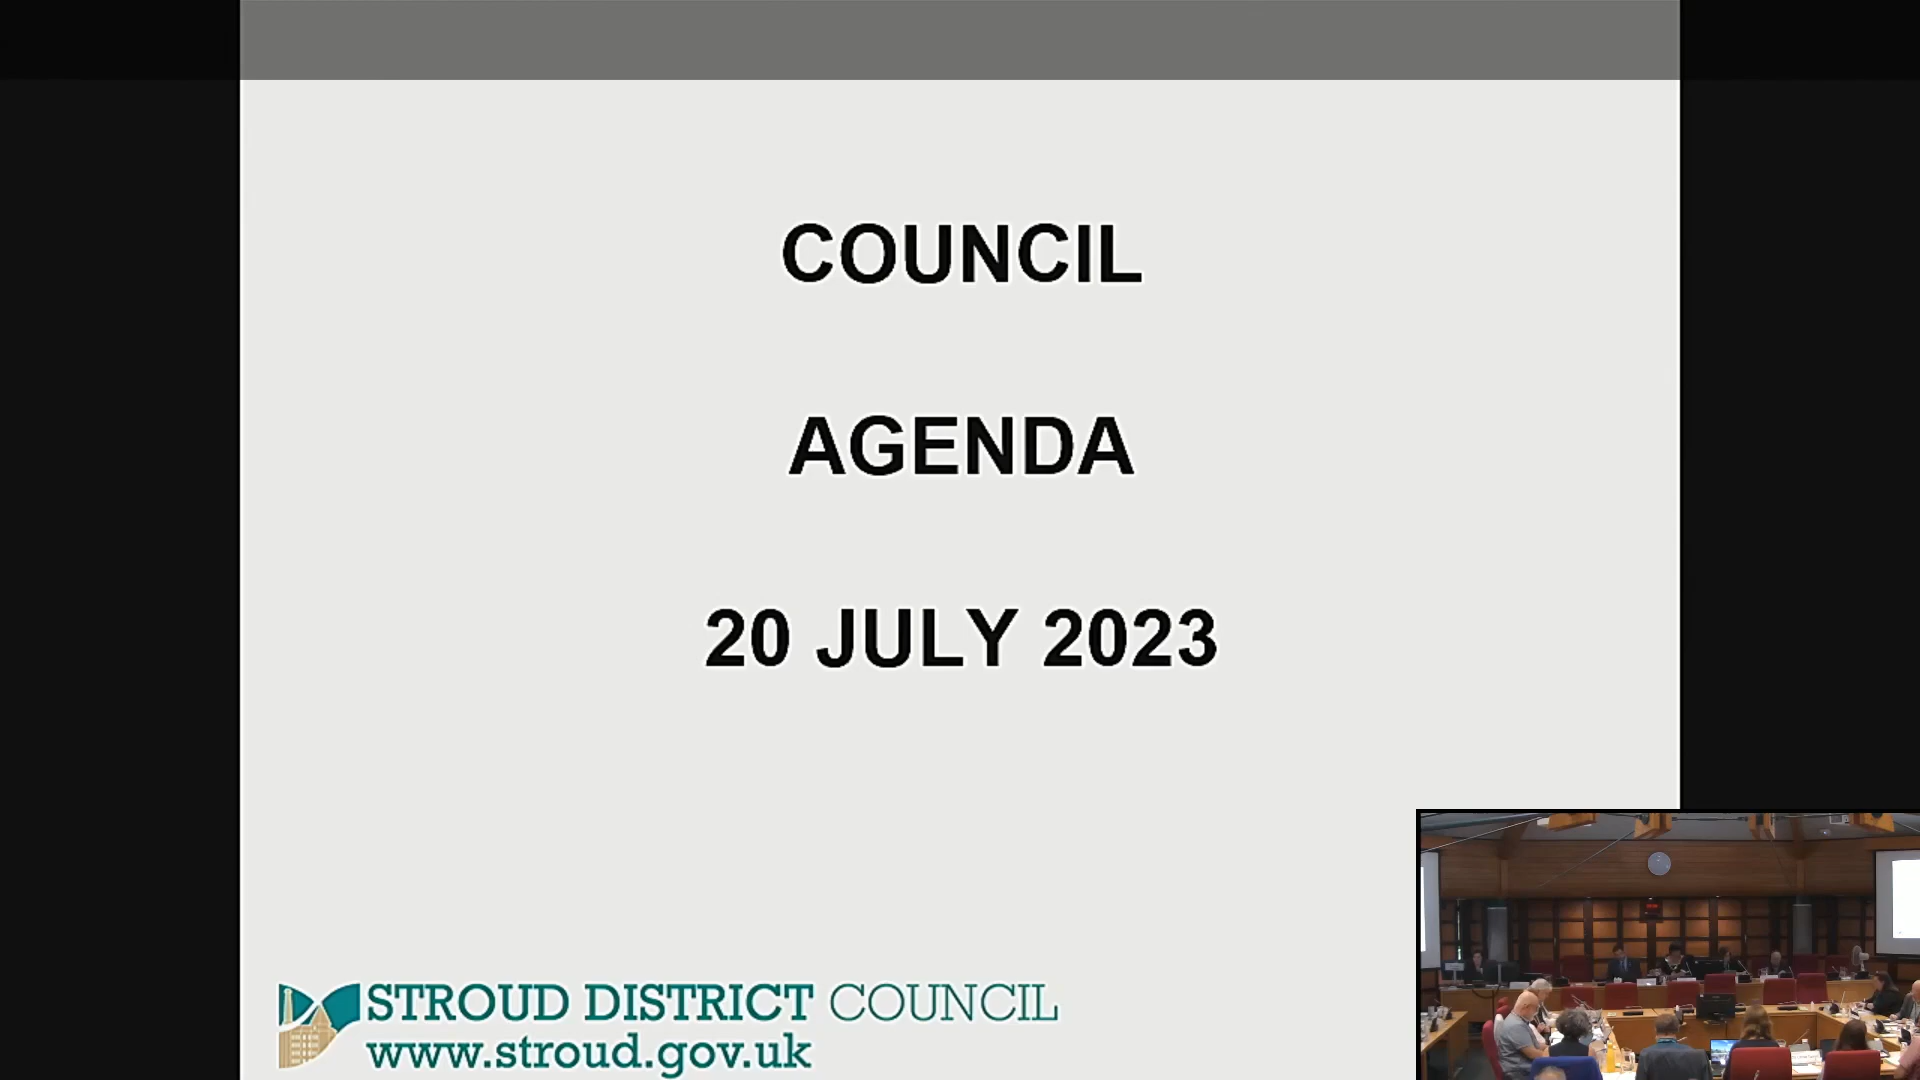 COUNCIL
AGENDA
20 JULY 2023
STROUD DISTRICT COUNCIL
www.stroud.gov.uk